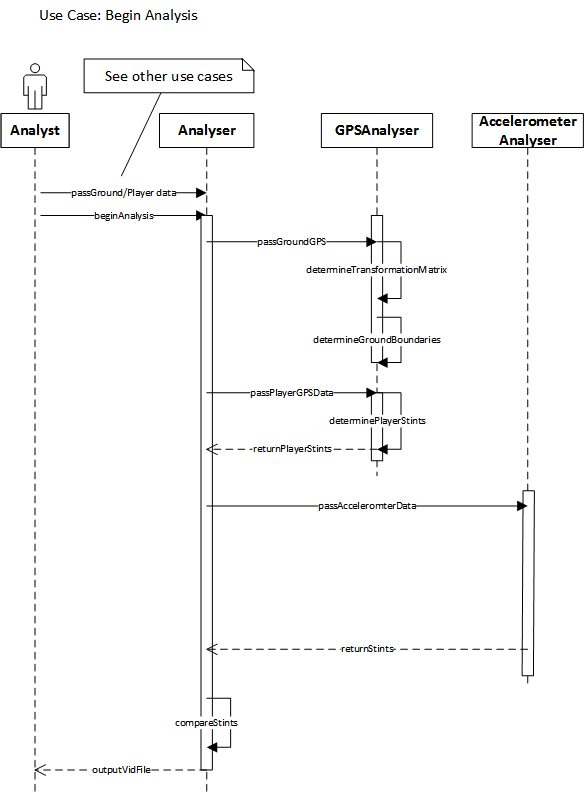 Use Case: Begin Analysis
See other use cases
Analyst
Analyser
GPSAnalyser
Accelerometer
Analyser
passGround/Player data
beginAnalysis
passGroundGPS
determineTransformationMatrix
determineGroundBoundaries
passPlayerGPSData
determinePlayerStints
returnPlayerStints
passAcceleromterData
returnStints
compareStints
outputVidFile